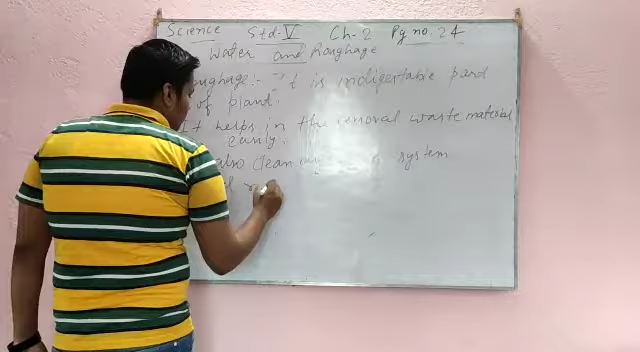 Science Std-V Ch-2 Pg no. 24
Water and Roughage
oughage:- "It is indigestable part
of plant".
It helps in the removal waste material
easily.
also clean system